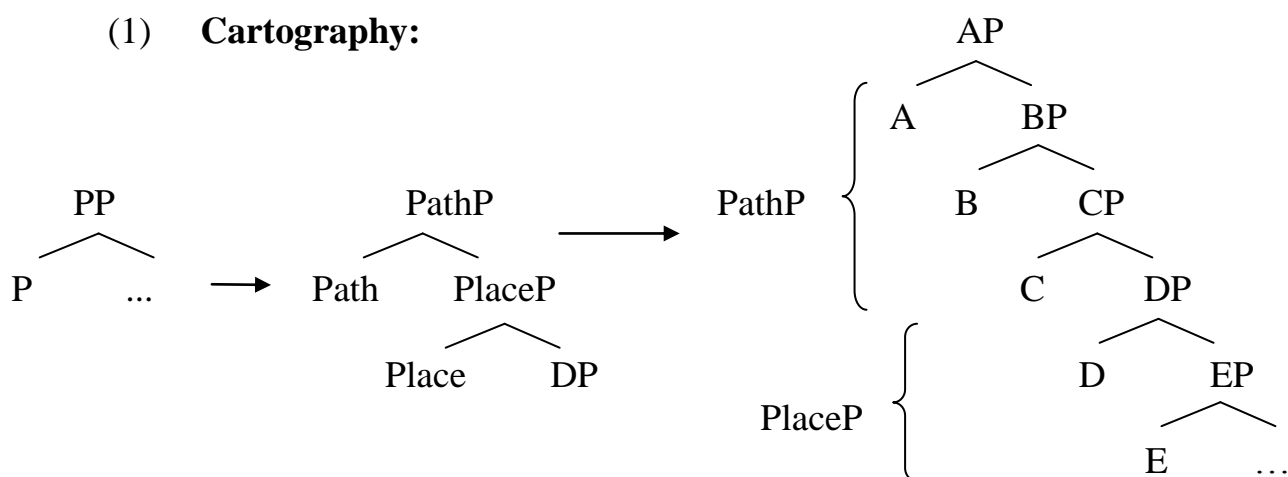 (1) Cartography:
AP
A BP
PP PathP PathP B CP
P ... Path PlaceP C DP
Place DP D EP
PlaceP
E ...